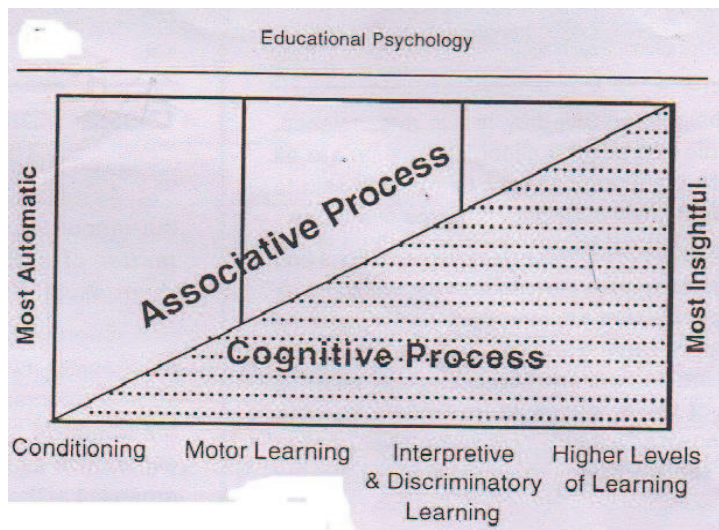 Educational Psychology
Most Automatic
Associative Process
Cognitive Process
Most Insightful
Conditioning
Motor Learning
Interpretive
& Discriminatory
Learning
Higher Levels
of Learning